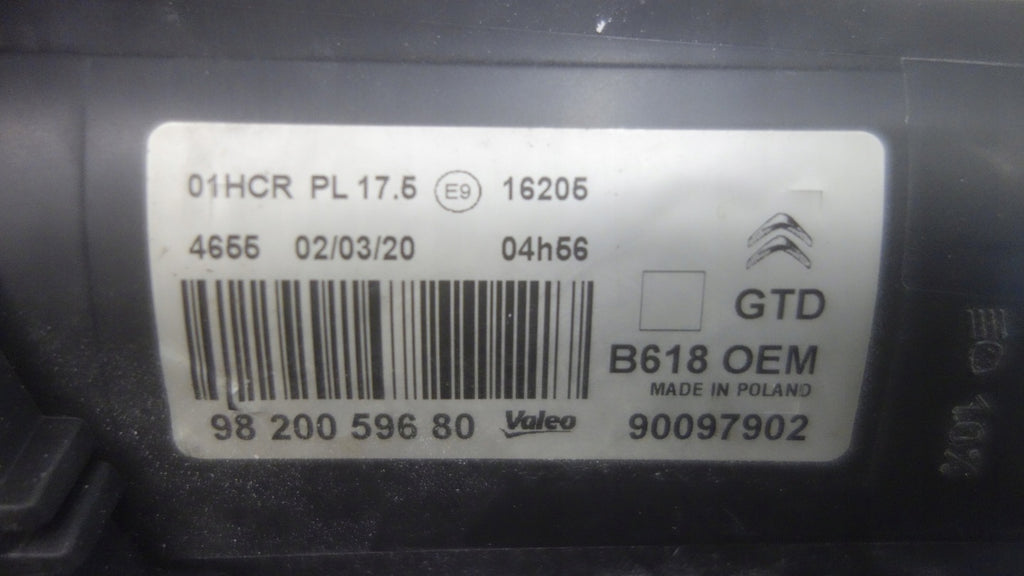 01HCR PL 17.5 E9 16205
4655 02/03/20 04h56
GTD
B618 OEM
MADE IN POLAND
98 200 596 80 Valeo 90097902
10%